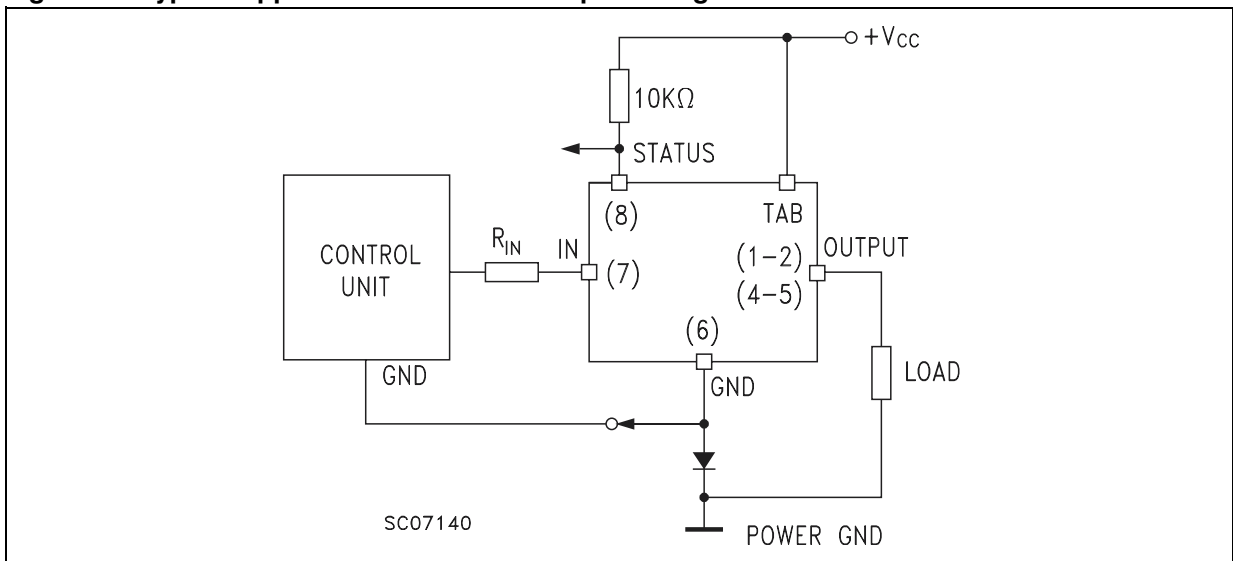 +VCC
10KΩ
STATUS
(8)
TAB
CONTROL
UNIT
RIN
IN
(7)
(1-2)
(4-5)
OUTPUT
(6)
GND
GND
LOAD
SC07140
POWER GND